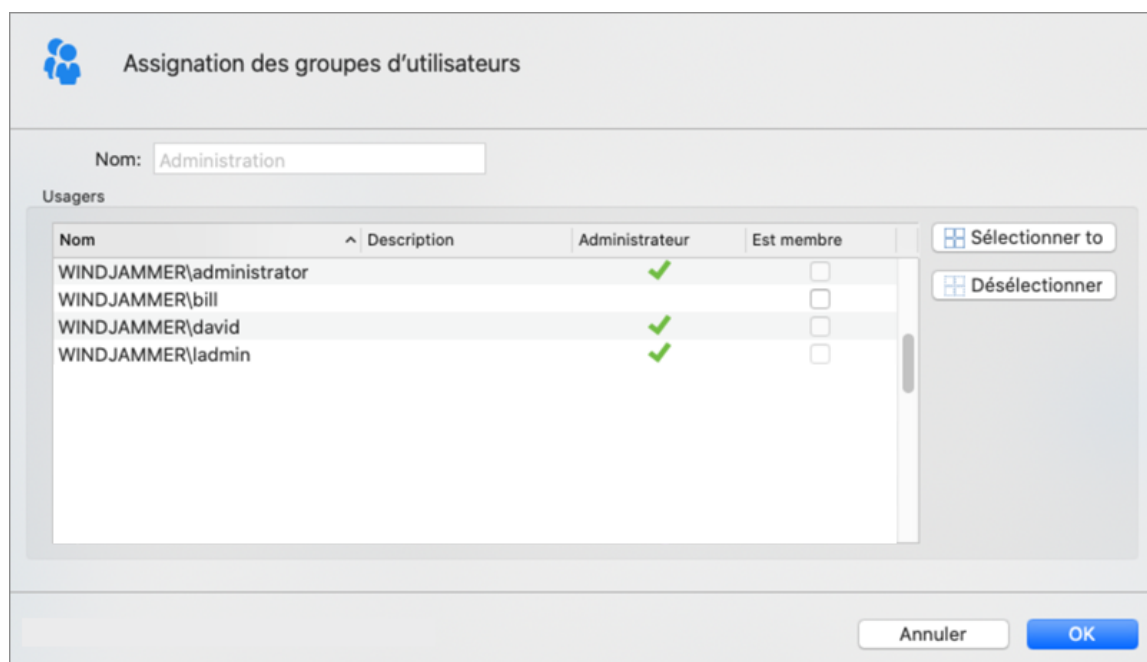 Assignation des groupes d'utilisateurs
Nom: Administration
Usagers
Nom Description Administrateur Est membre
Sélectionner to
WINDJAMMER\administrator
Désélectionner
WINDJAMMER\bill
WINDJAMMER\david
WINDJAMMER\ladmin
Annuler OK